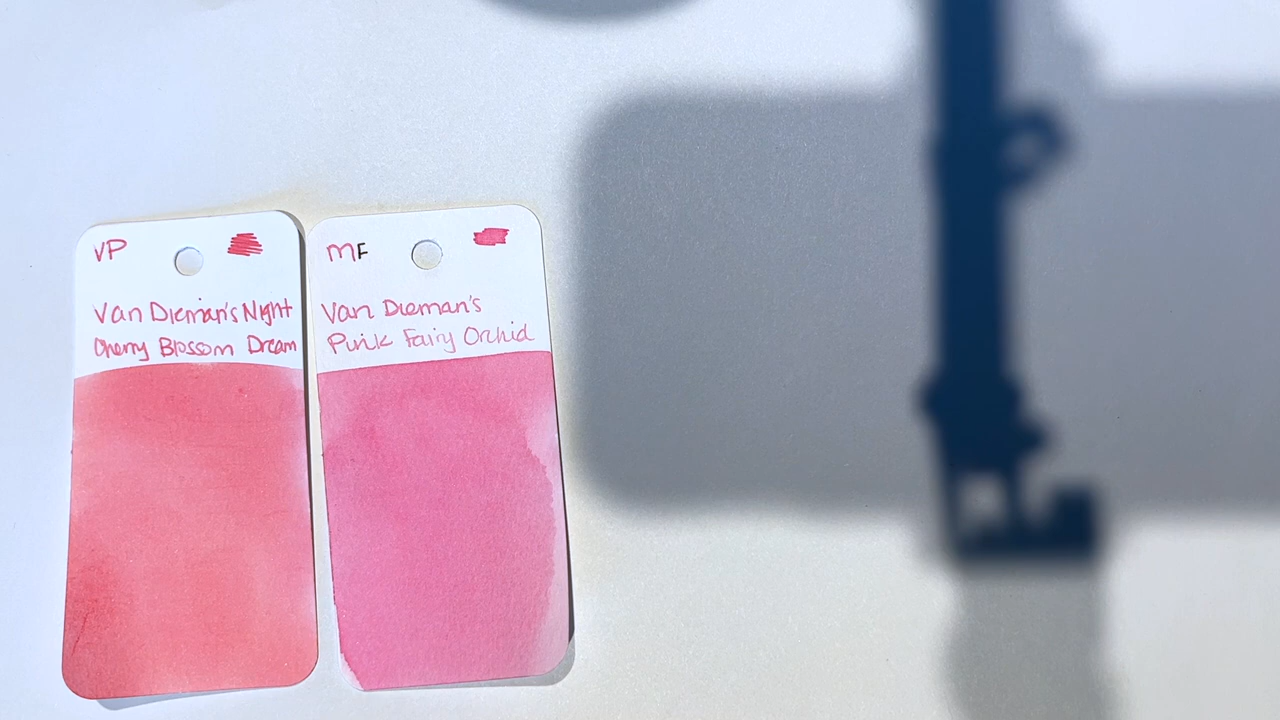 VP
Van Dieman's Night
Cherry Blossom Dream
MF
Van Dieman's
Pink Fairy Orchid